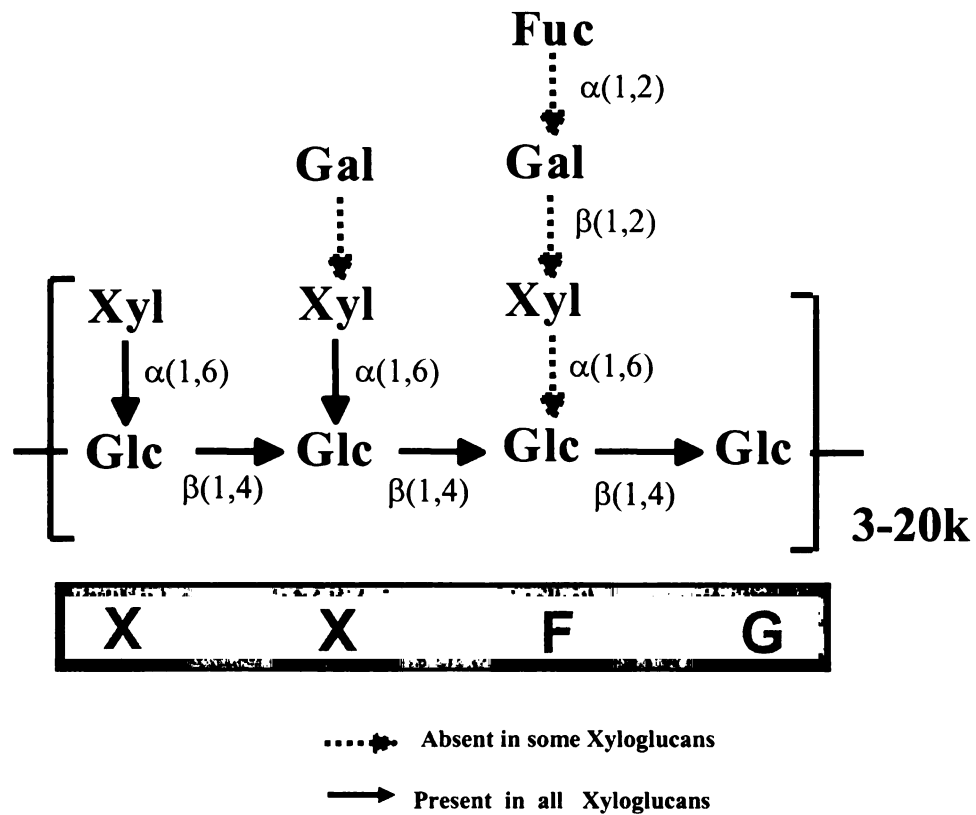 Fuc
α(1,2)
Gal Gal
β(1,2)
Xyl Xyl Xyl
α(1,6) α(1,6) α(1,6)
Glc Glc Glc Glc
β(1,4) β(1,4) β(1,4)
3-20k
X X F G
Absent in some Xyloglucans
Present in all Xyloglucans